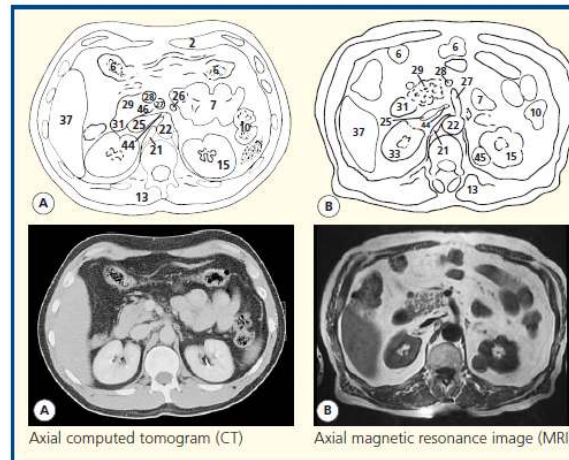 2
6 6
28 26
29 46 27 7
37
31 25 22 10
44 21 15
13
A
6 6
28
29 27
7
31 10
25 44 22
37 33 21 45 15
13
B
A
B
Axial computed tomogram (CT)
Axial magnetic resonance image (MRI